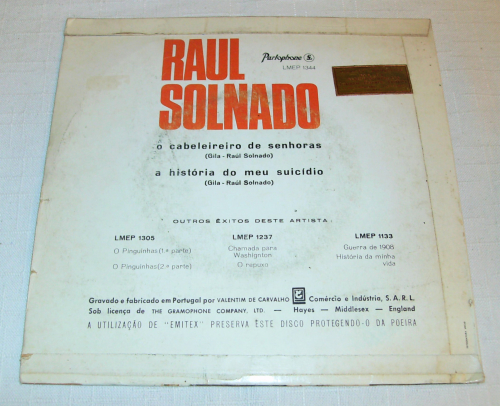 RAUL
SOLNADO
Parlophone
LMEP 1344
o cabeleireiro de senhoras
(Gila - Raúl Solnado)
a história do meu suicídio
(Gila - Raúl Solnado)
OUTROS ÊXITOS DESTE ARTISTA
LMEP 1305
O Pinguinhas (1.ª parte)
O Pinguinhas (2.ª parte)
LMEP 1237
Chamada para
Washington
O repuxo
LMEP 1133
Guerra de 1908
História da minha
vida
Gravado e fabricado em Portugal por VALENTIM DE CARVALHO Comércio e Indústria, S. A. R. L.
Sob licença de THE GRAMOPHONE COMPANY. LTD. — Hayes — Middlesex — England
A UTILIZAÇÃO DE "EMITEX" PRESERVA ÊSTE DISCO PROTEGENDO-O DA POEIRA